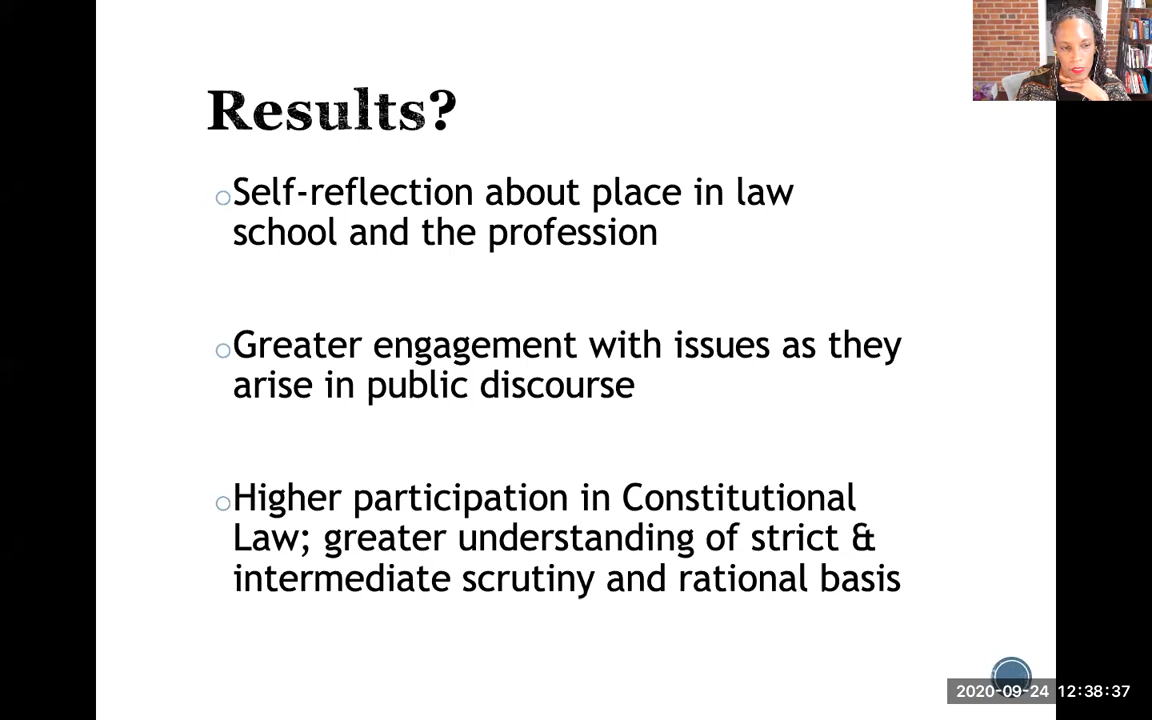 Results?
Self-reflection about place in law
school and the profession
Greater engagement with issues as they
arise in public discourse
Higher participation in Constitutional
Law; greater understanding of strict &
intermediate scrutiny and rational basis
2020-09-24 12:38:37